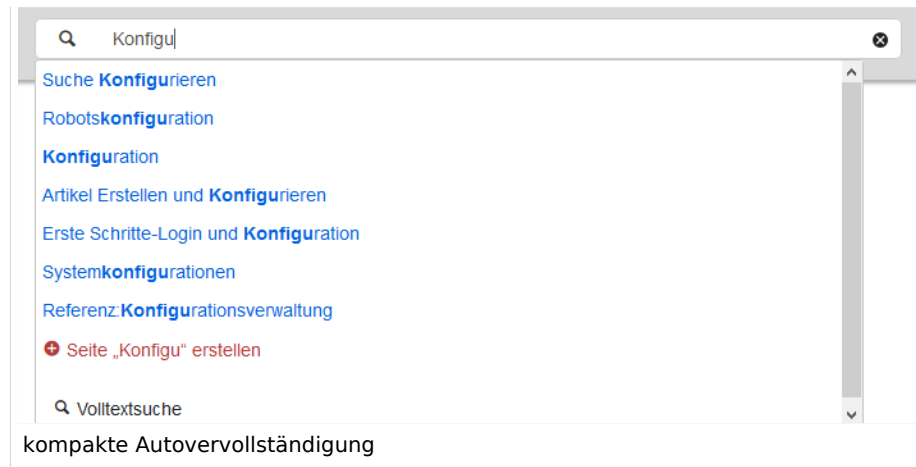 Konfigu
Suche Konfigurieren
Robotskonfiguration
Konfiguration
Artikel Erstellen und Konfigurieren
Erste Schritte-Login und Konfiguration
Systemkonfigurationen
Referenz:Konfigurationsverwaltung
Seite „Konfigu“ erstellen
Volltextsuche
kompakte Autovervollständigung